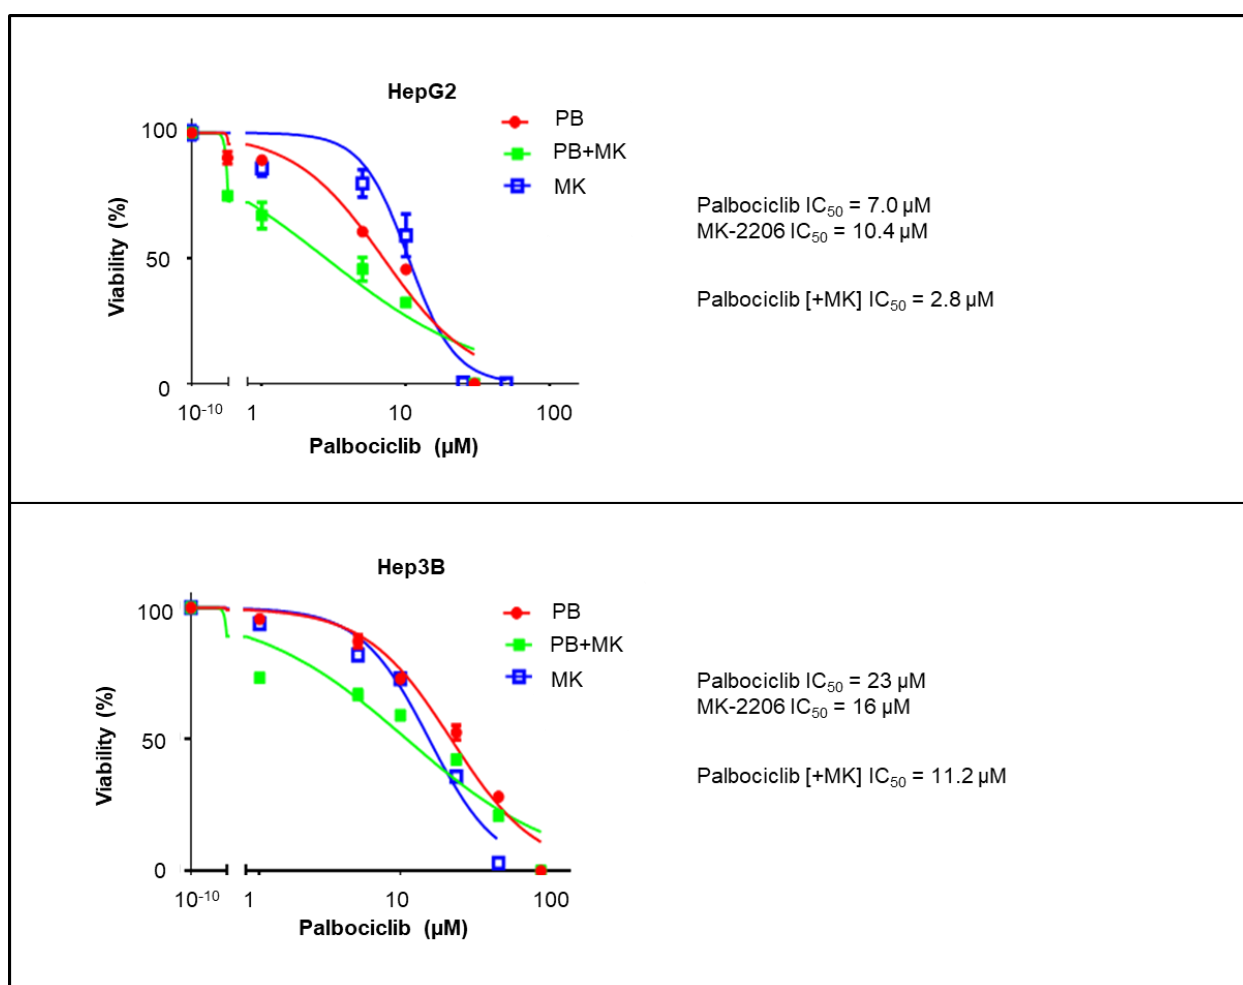 HepG2
PB
PB+MK
MK
Viability (%)
100
50
0
10⁻¹⁰ 1 10 100
Palbociclib (µM)
Palbociclib IC₅₀ = 7.0 µM
MK-2206 IC₅₀ = 10.4 µM
Palbociclib [+MK] IC₅₀ = 2.8 µM
Hep3B
PB
PB+MK
MK
Viability (%)
100
50
0
10⁻¹⁰ 1 10 100
Palbociclib (µM)
Palbociclib IC₅₀ = 23 µM
MK-2206 IC₅₀ = 16 µM
Palbociclib [+MK] IC₅₀ = 11.2 µM